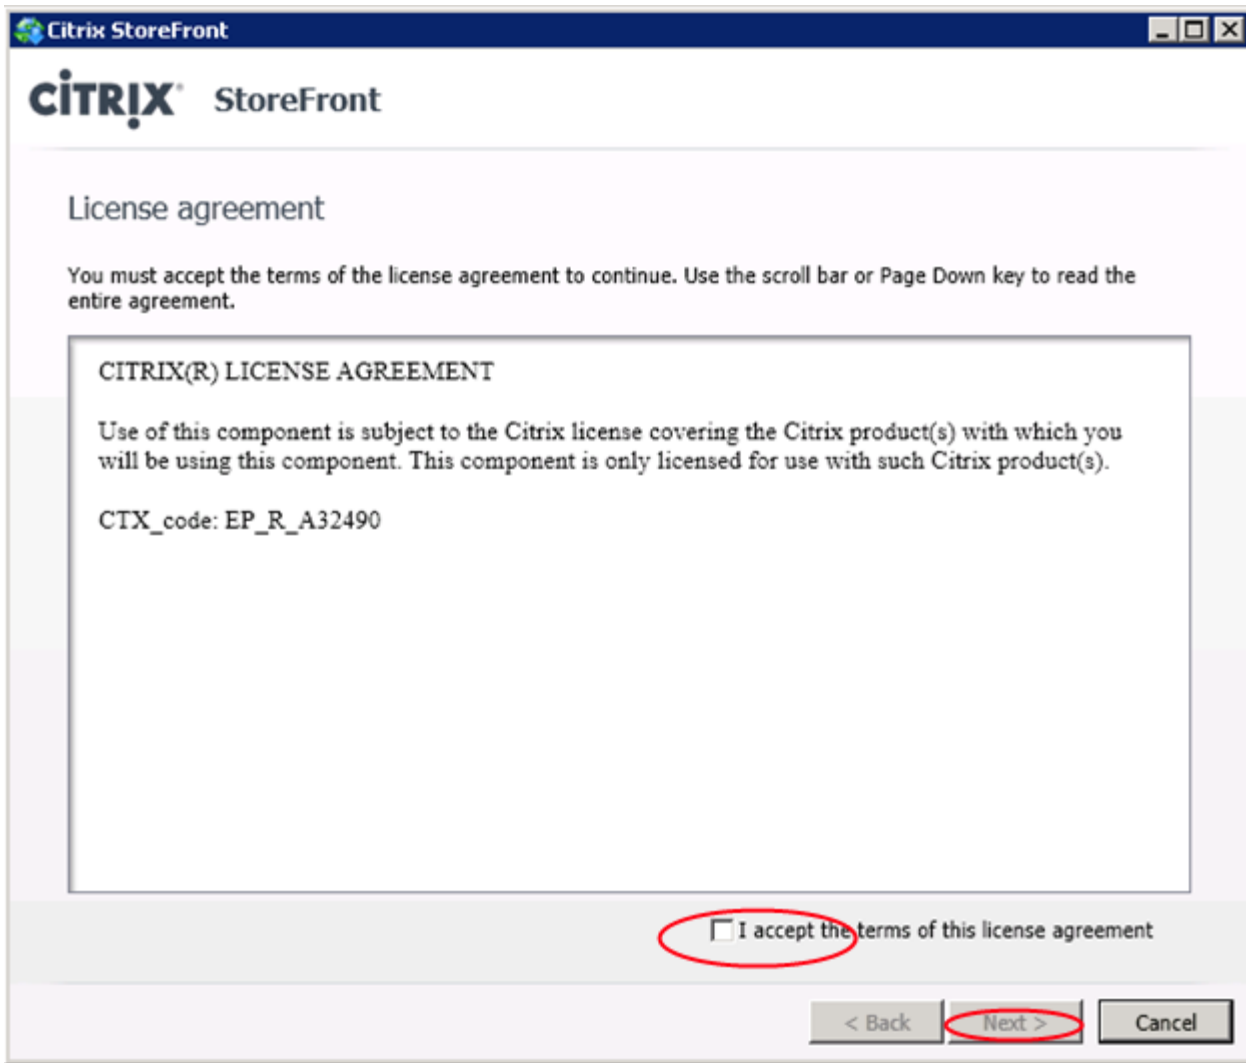 Citrix StoreFront
CİTRIX StoreFront
License agreement
You must accept the terms of the license agreement to continue. Use the scroll bar or Page Down key to read the
entire agreement.
CITRIX(R) LICENSE AGREEMENT
Use of this component is subject to the Citrix license covering the Citrix product(s) with which you
will be using this component. This component is only licensed for use with such Citrix product(s).
CTX_code: EP_R_A32490
I accept the terms of this license agreement
< Back Next > Cancel